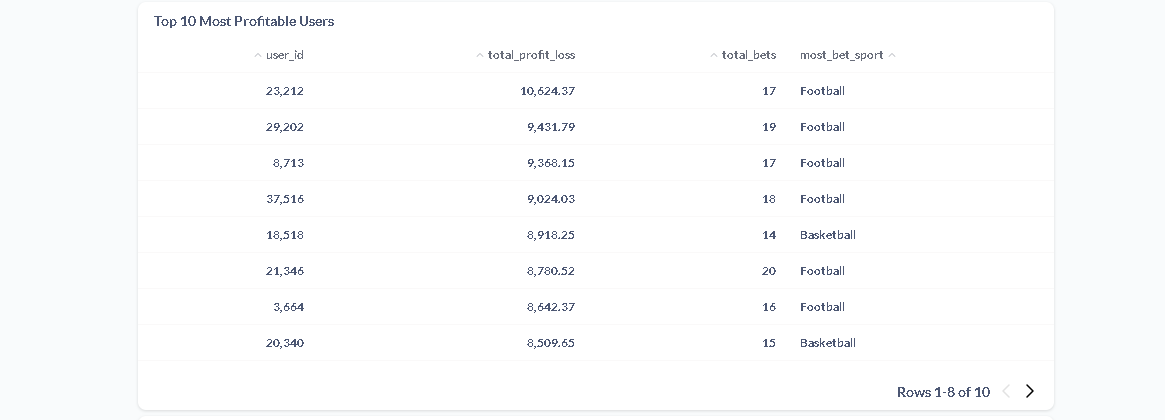 Top 10 Most Profitable Users
user_id total_profit_loss total_bets most_bet_sport
23,212 10,624.37 17 Football
29,202 9,431.79 19 Football
8,713 9,368.15 17 Football
37,516 9,024.03 18 Football
18,518 8,918.25 14 Basketball
21,346 8,780.52 20 Football
3,664 8,642.37 16 Football
20,340 8,509.65 15 Basketball
Rows 1-8 of 10